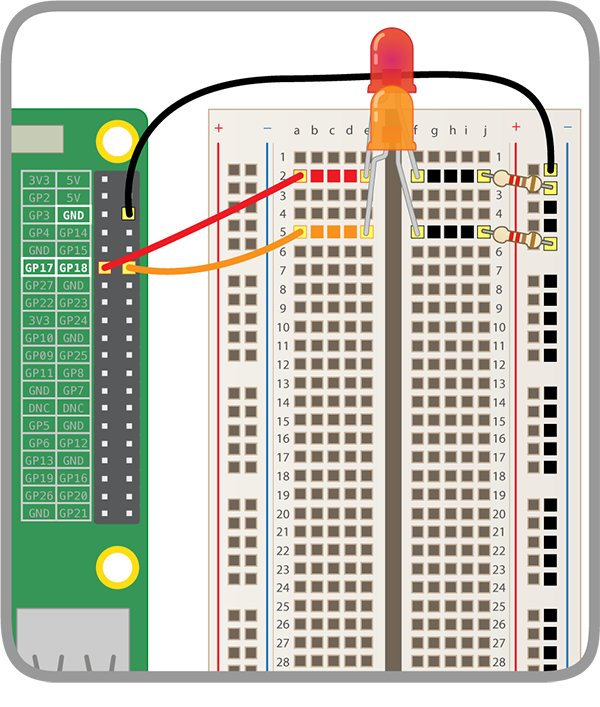 + − a b c d e f g h i j + −
3V3 5V
GP2 5V
GP3 GND
GP4 GP14
GND GP15
GP17 GP18
GP27 GND
GP22 GP23
3V3 GP24
GP10 GND
GP09 GP25
GP11 GP8
GND GP7
DNC DNC
GP5 GND
GP6 GP12
GP13 GND
GP19 GP16
GP26 GP20
GND GP21
1 1
2
3 3
4 4
5
6 6
7 7
8 8
9 9
10 10
11 11
12 12
13 13
14 14
15 15
16 16
17 17
18 18
19 19
20 20
21 21
22 22
23 23
24 24
25 25
26 26
27 27
28 28